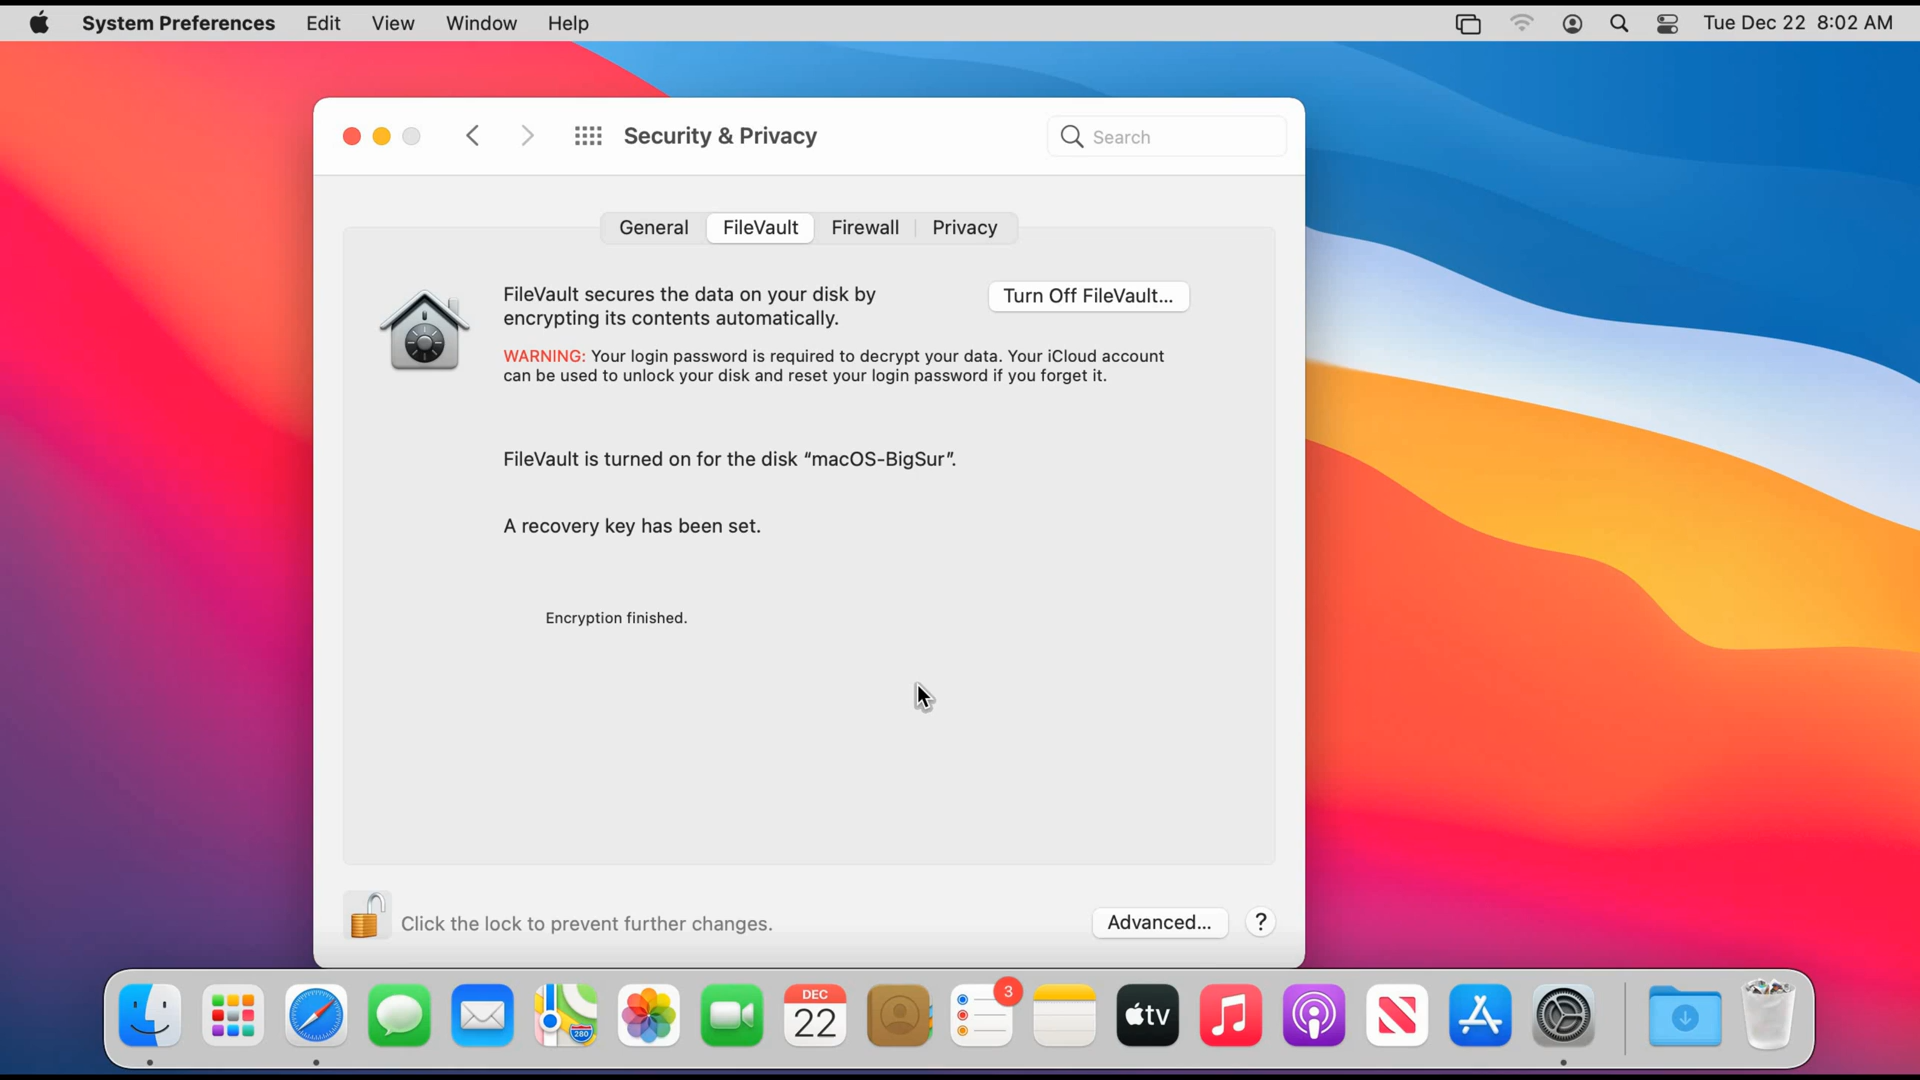 System Preferences Edit View Window Help Tue Dec 22 8:02 AM
Security & Privacy
Search
General FileVault Firewall Privacy
FileVault secures the data on your disk by
encrypting its contents automatically.
Turn Off FileVault...
WARNING: Your login password is required to decrypt your data. Your iCloud account
can be used to unlock your disk and reset your login password if you forget it.
FileVault is turned on for the disk “macOS-BigSur”.
A recovery key has been set.
Encryption finished.
Click the lock to prevent further changes.
Advanced...
?
280
DEC
22
3
tv